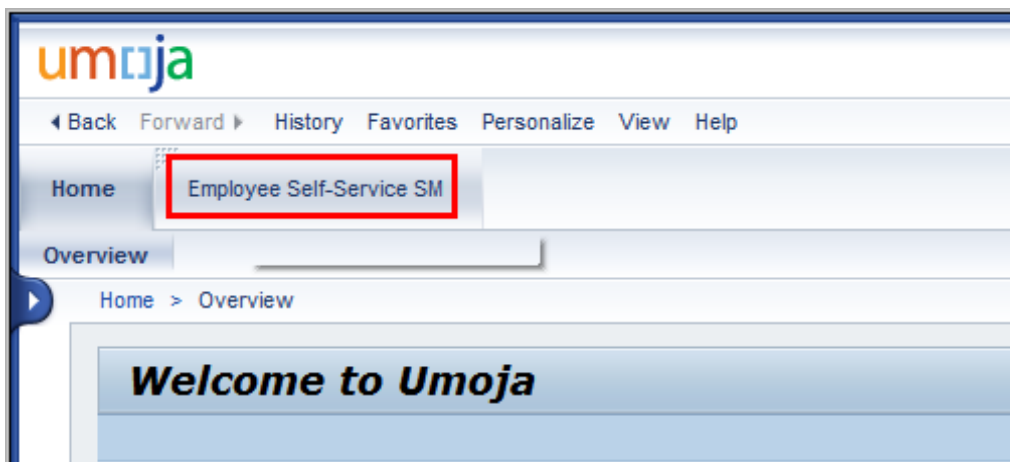 umoja
Back Forward History Favorites Personalize View Help
Home Employee Self-Service SM
Overview
Home > Overview
Welcome to Umoja